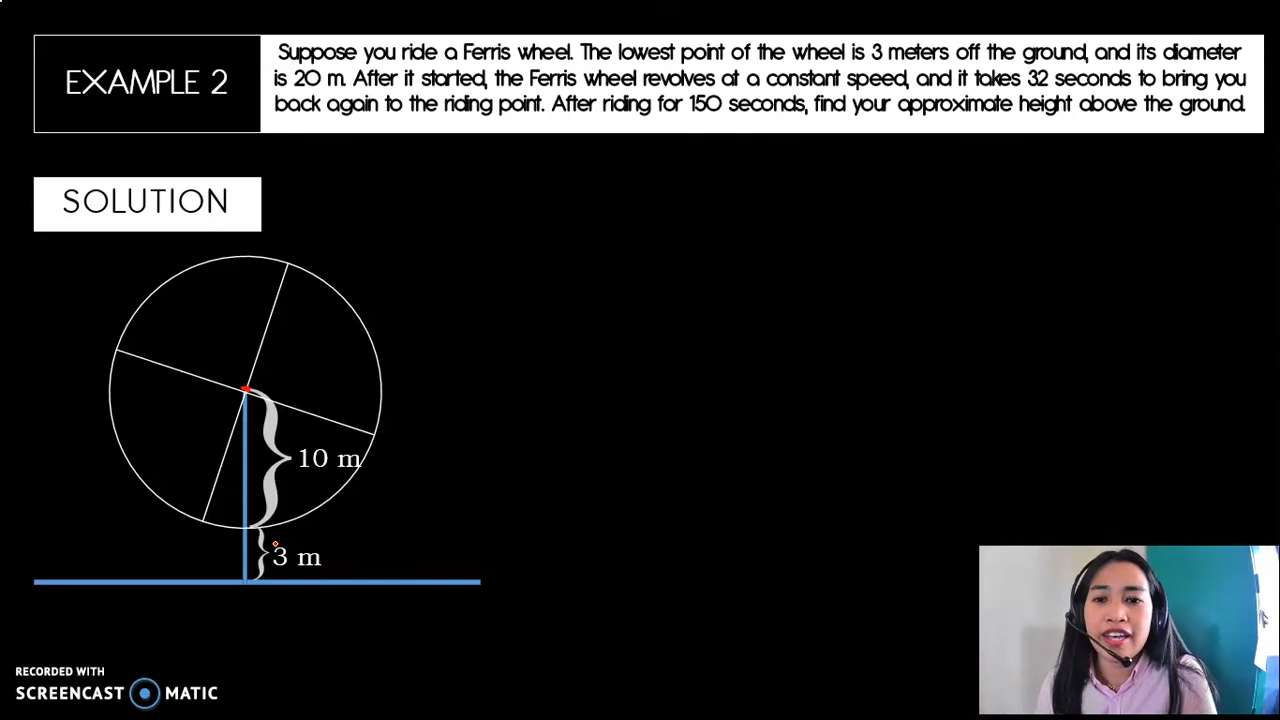 EXAMPLE 2
Suppose you ride a Ferris wheel. The lowest point of the wheel is 3 meters off the ground, and its diameter
is 20 m. After it started, the Ferris wheel revolves at a constant speed, and it takes 32 seconds to bring you
back again to the riding point. After riding for 150 seconds, find your approximate height above the ground.
SOLUTION
10 m
3 m
RECORDED WITH
SCREENCAST MATIC